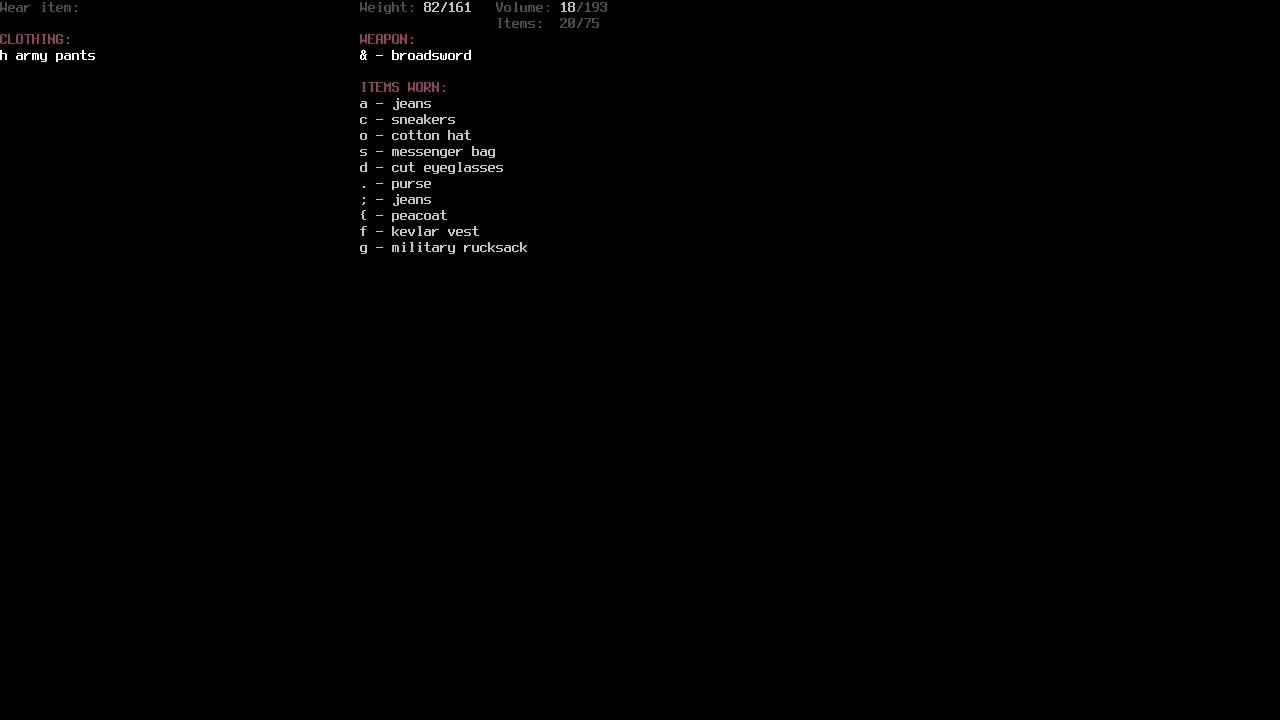 Wear item: Weight: 82/161 Volume: 18/193
Items: 20/75
CLOTHING: WEAPON:
h army pants & - broadsword
ITEMS WORN:
a - jeans
c - sneakers
o - cotton hat
s - messenger bag
d - cut eyeglasses
. - purse
; - jeans
{ - peacoat
f - kevlar vest
g - military rucksack